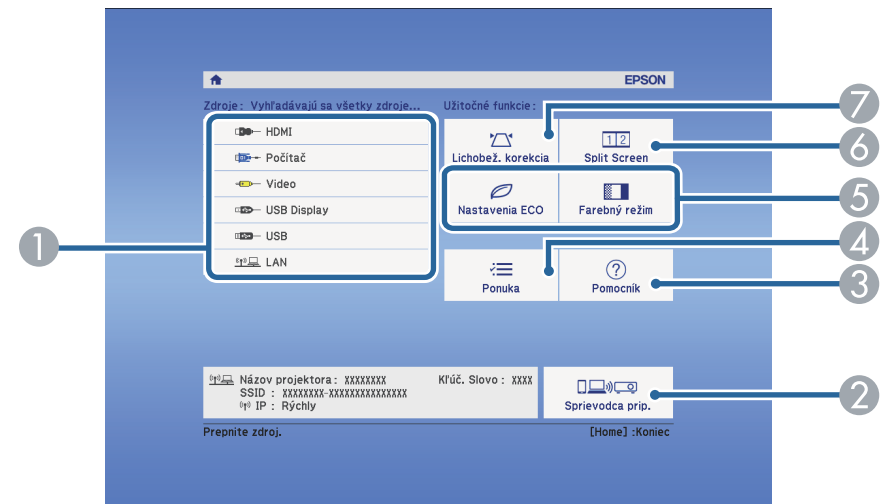 EPSON
Zdroje: Vyhľadávajú sa všetky zdroje...
Užitočné funkcie:
HDMI
Počítač
Video
USB Display
USB
LAN
Lichobež. korekcia
1 2
Split Screen
Nastavenia ECO
Farebný režim
Ponuka
?
Pomocník
Názov projektora: XXXXXXXX
Kľúč. Slovo: XXXX
SSID : XXXXXXXX-XXXXXXXXXXXXXXX
IP : Rýchly
Sprievodca prip.
Prepnite zdroj.
[Home] :Koniec
1
7
6
5
4
3
2